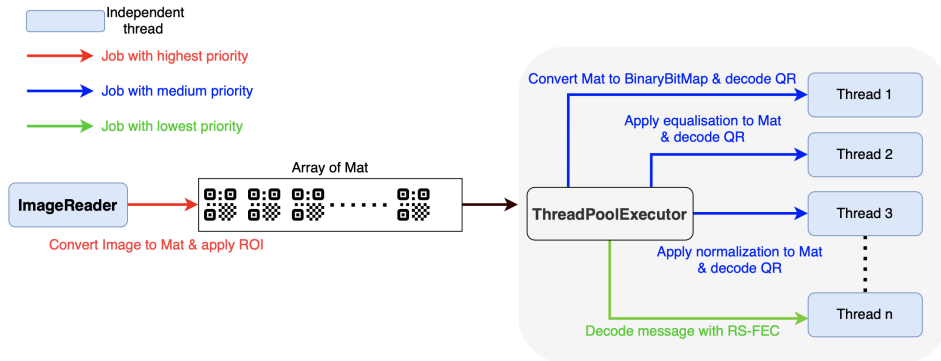 Independent
thread
Job with highest priority
Job with medium priority
Job with lowest priority
Array of Mat
ImageReader
Convert Image to Mat & apply ROI
ThreadPoolExecutor
Convert Mat to BinaryBitMap & decode QR
Thread 1
Apply equalisation to Mat
& decode QR
Thread 2
Thread 3
Apply normalization to Mat
& decode QR
Thread n
Decode message with RS-FEC